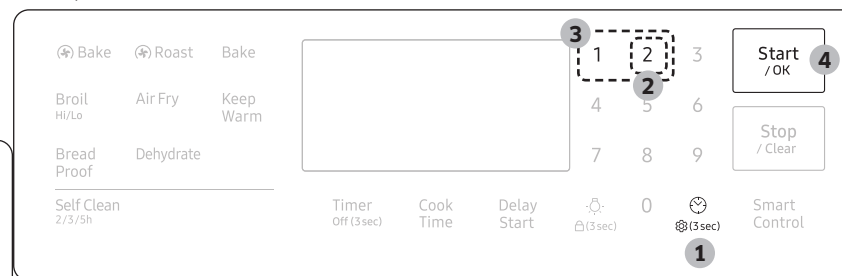 Bake
Roast
Bake
Broil
Hi/Lo
Air Fry
Keep
Warm
Bread
Proof
Dehydrate
Self Clean
2/3/5h
Timer
Off (3 sec)
Cook
Time
Delay
Start
3
1
2
3
2
4
5
6
7
8
9
(3 sec)
0
(3 sec)
1
Start
/ OK
4
Stop
/ Clear
Smart
Control